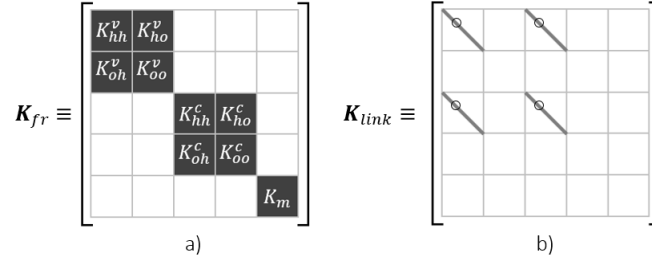 K^v_hh K^v_ho
K^v_oh K^v_oo
K_fr ≡ K^c_hh K^c_ho K_link ≡
K^c_oh K^c_oo
K_m
a) b)